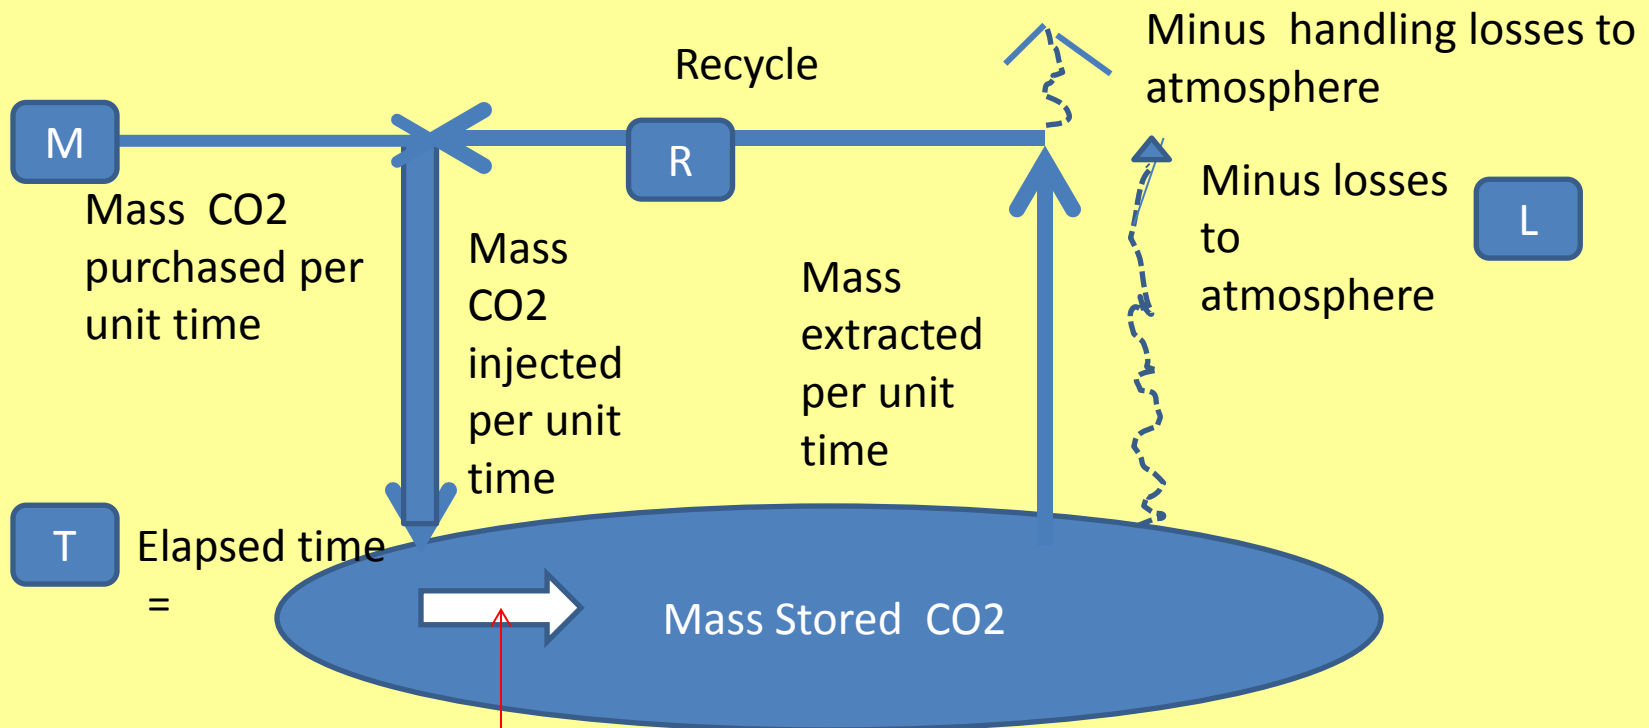 Recycle
Minus handling losses to
atmosphere
M
R
Mass CO2
purchased per
unit time
Mass
CO2
injected
per unit
time
Mass
extracted
per unit
time
Minus losses
to
atmosphere
L
T
Elapsed time
=
Mass Stored CO2